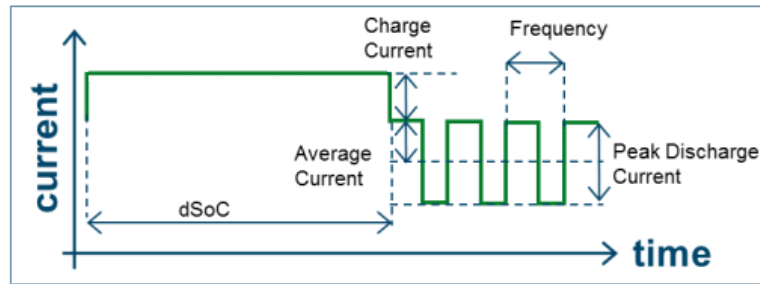 Charge
Current
Frequency
current
Average
Current
Peak Discharge
Current
dSoC
time